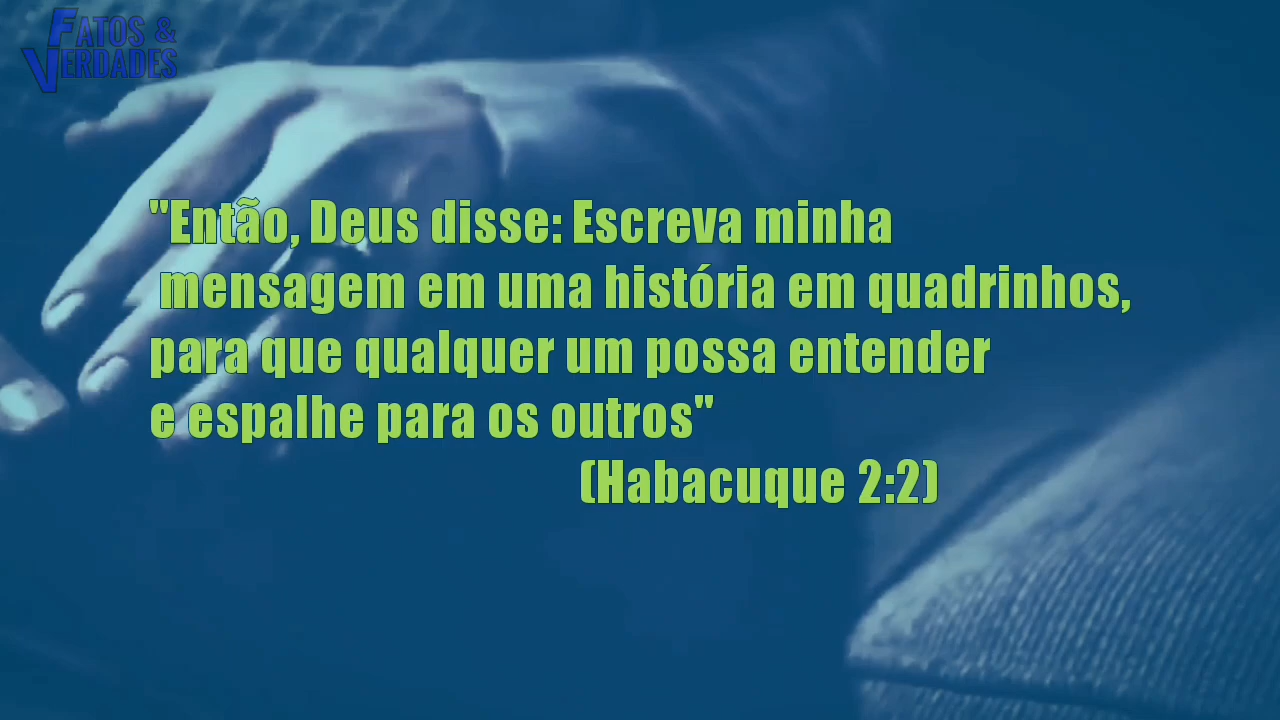 FATOS &
VERDADES
"Então, Deus disse: Escreva minha
mensagem em uma história em quadrinhos,
para que qualquer um possa entender
e espalhe para os outros"
(Habacuque 2:2)